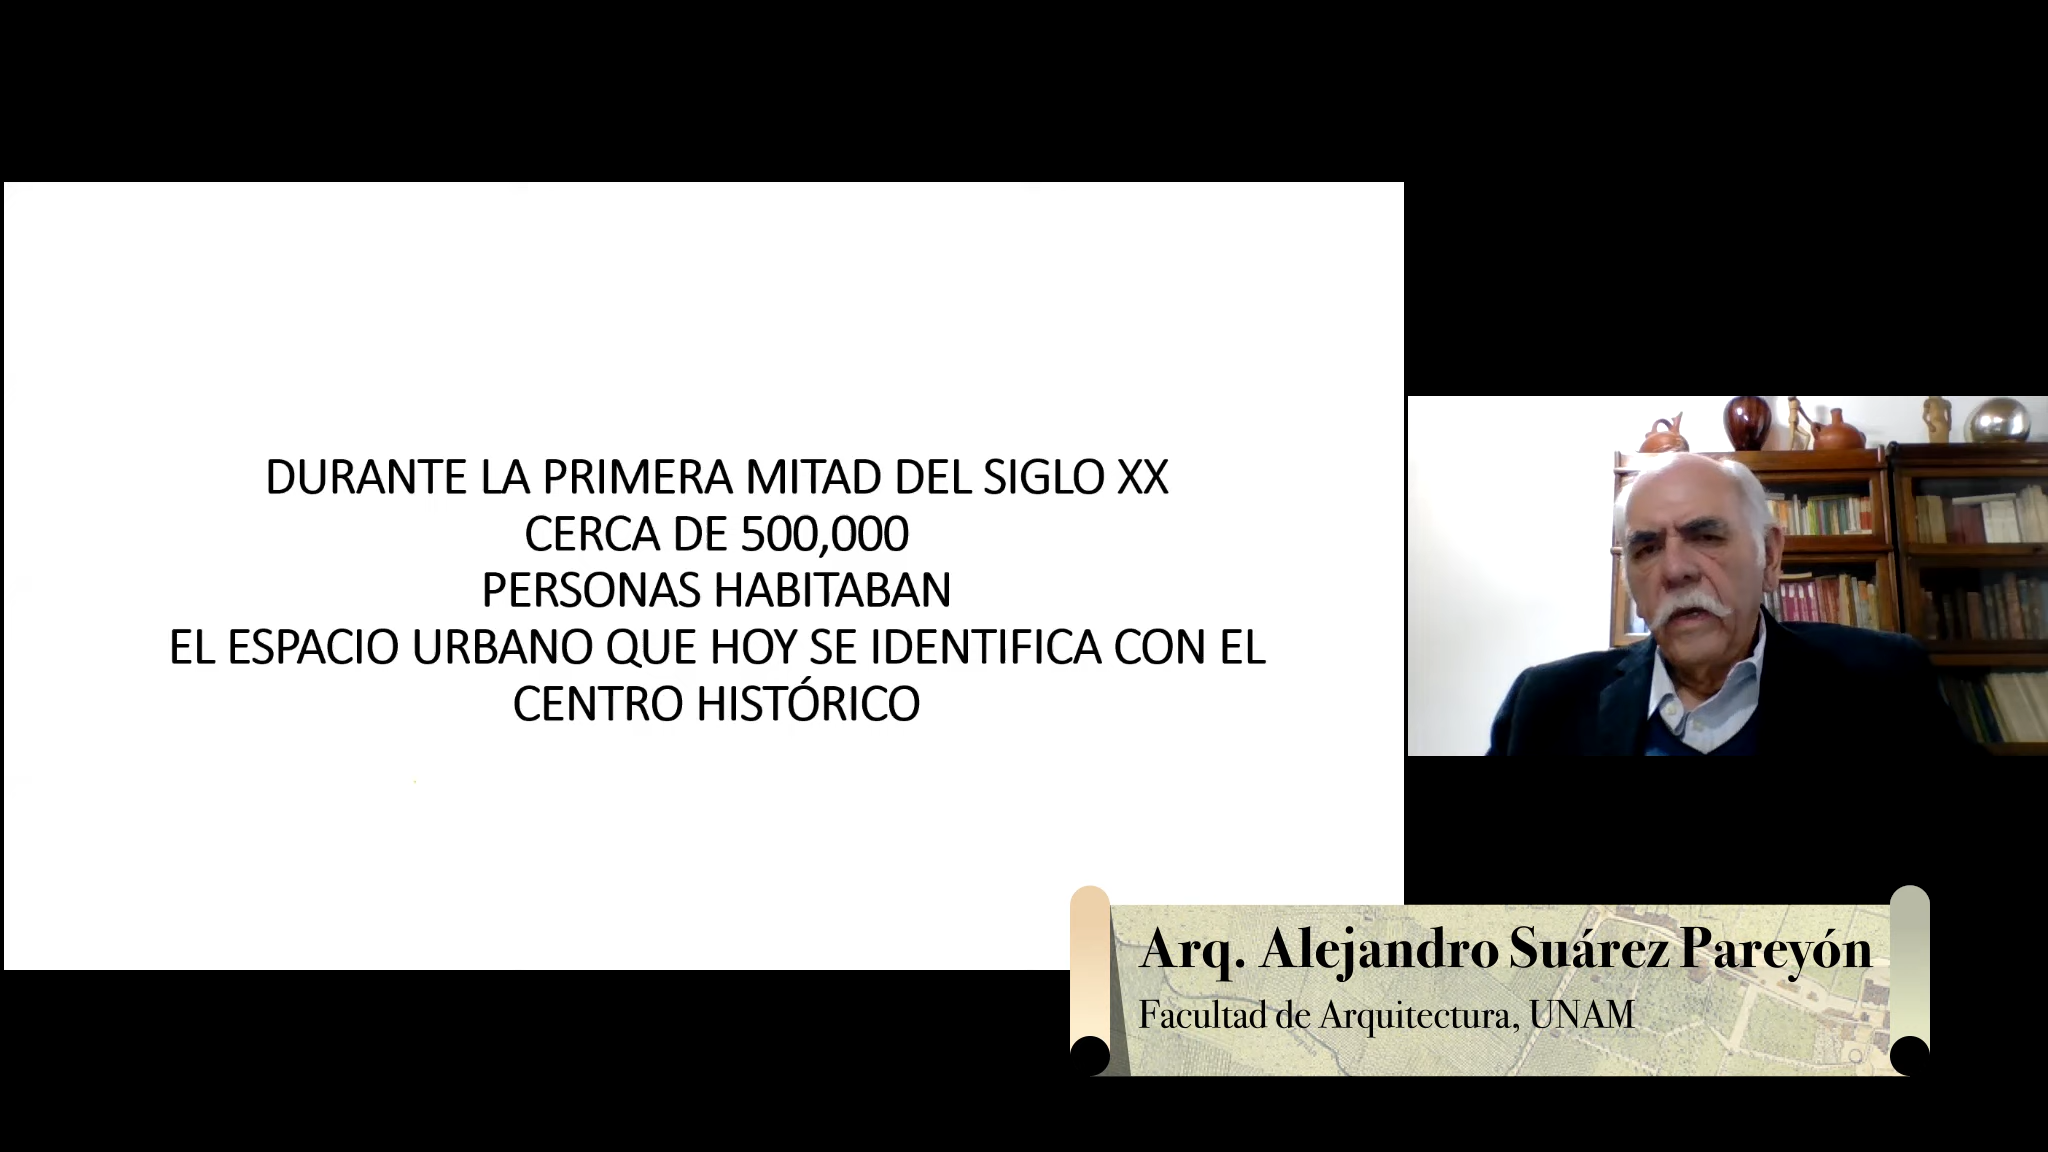 DURANTE LA PRIMERA MITAD DEL SIGLO XX
CERCA DE 500,000
PERSONAS HABITABAN
EL ESPACIO URBANO QUE HOY SE IDENTIFICA CON EL
CENTRO HISTÓRICO
Arq. Alejandro Suárez Pareyón
Facultad de Arquitectura, UNAM